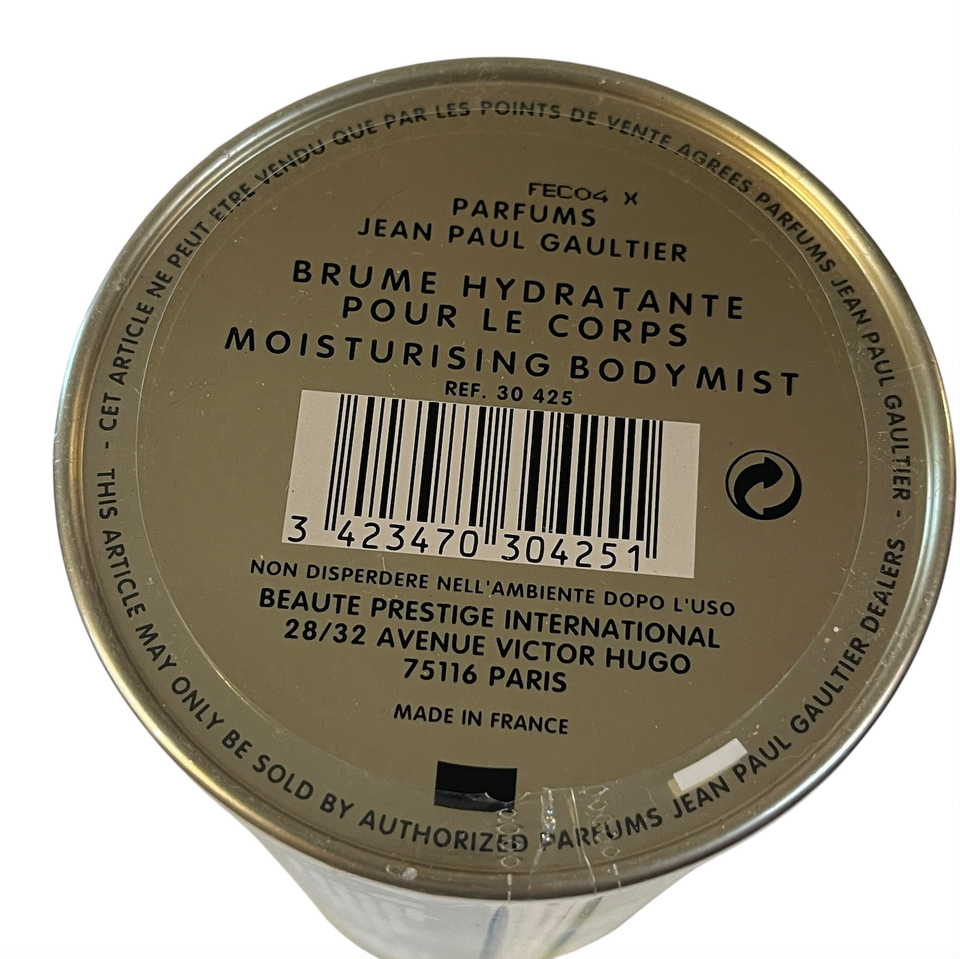 CET ARTICLE NE PEUT ETRE VENDU QUE PAR LES POINTS DE VENTE AGREES PARFUMS JEAN PAUL GAULTIER -
FECO4 X
PARFUMS
JEAN PAUL GAULTIER
BRUME HYDRATANTE
POUR LE CORPS
MOISTURISING BODYMIST
REF. 30 425
3 423470 304251
NON DISPERDERE NELL'AMBIENTE DOPO L'USO
BEAUTE PRESTIGE INTERNATIONAL
28/32 AVENUE VICTOR HUGO
75116 PARIS
MADE IN FRANCE
THIS ARTICLE MAY ONLY BE SOLD BY AUTHORIZED PARFUMS JEAN PAUL GAULTIER DEALERS -